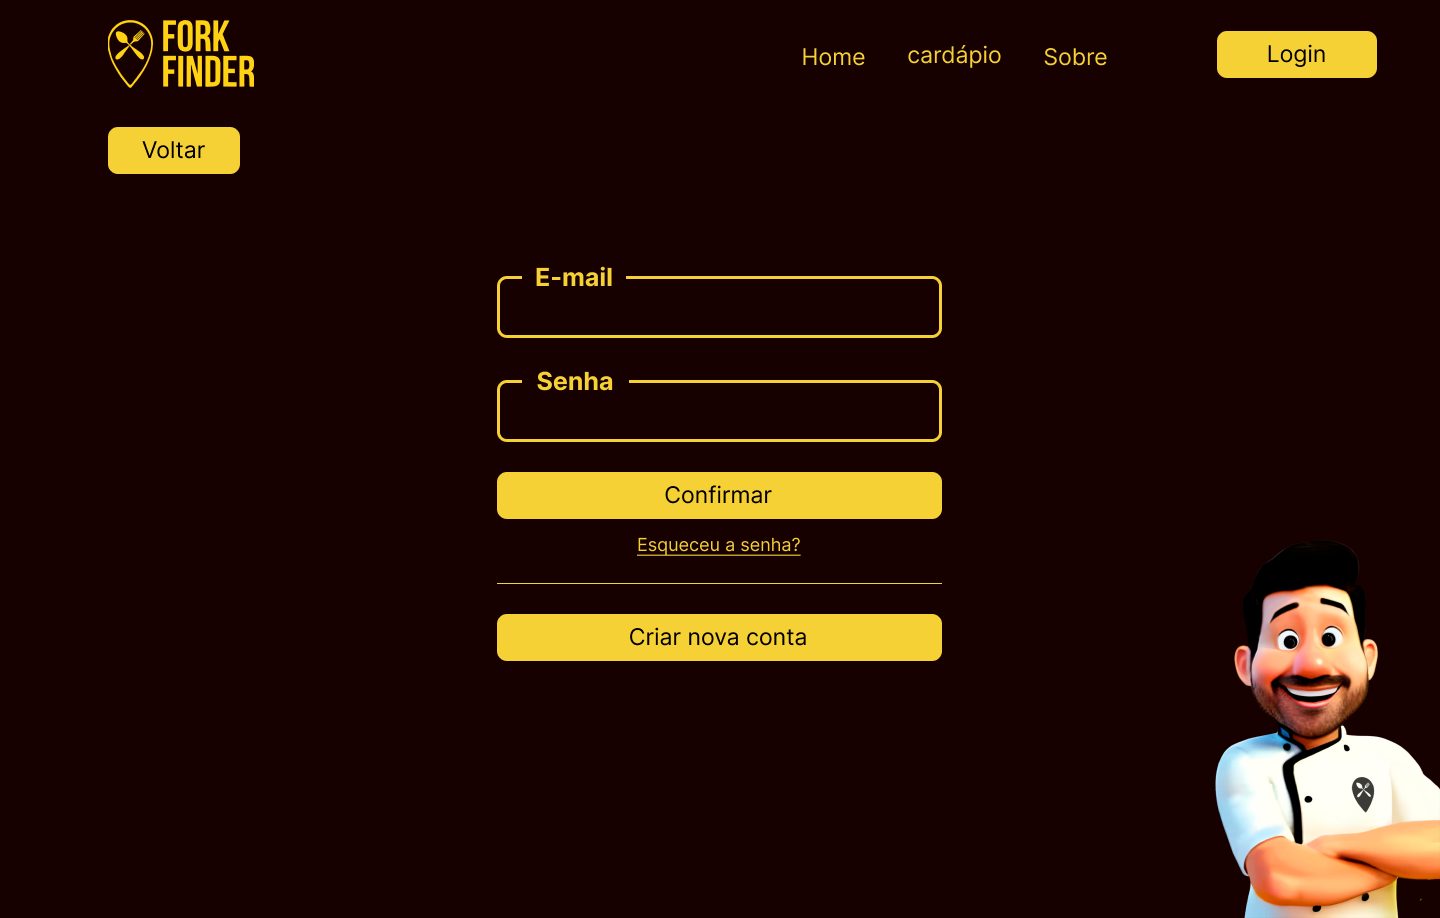 FORK
FINDER
Home
cardápio
Sobre
Login
Voltar
E-mail
Senha
Confirmar
Esqueceu a senha?
Criar nova conta